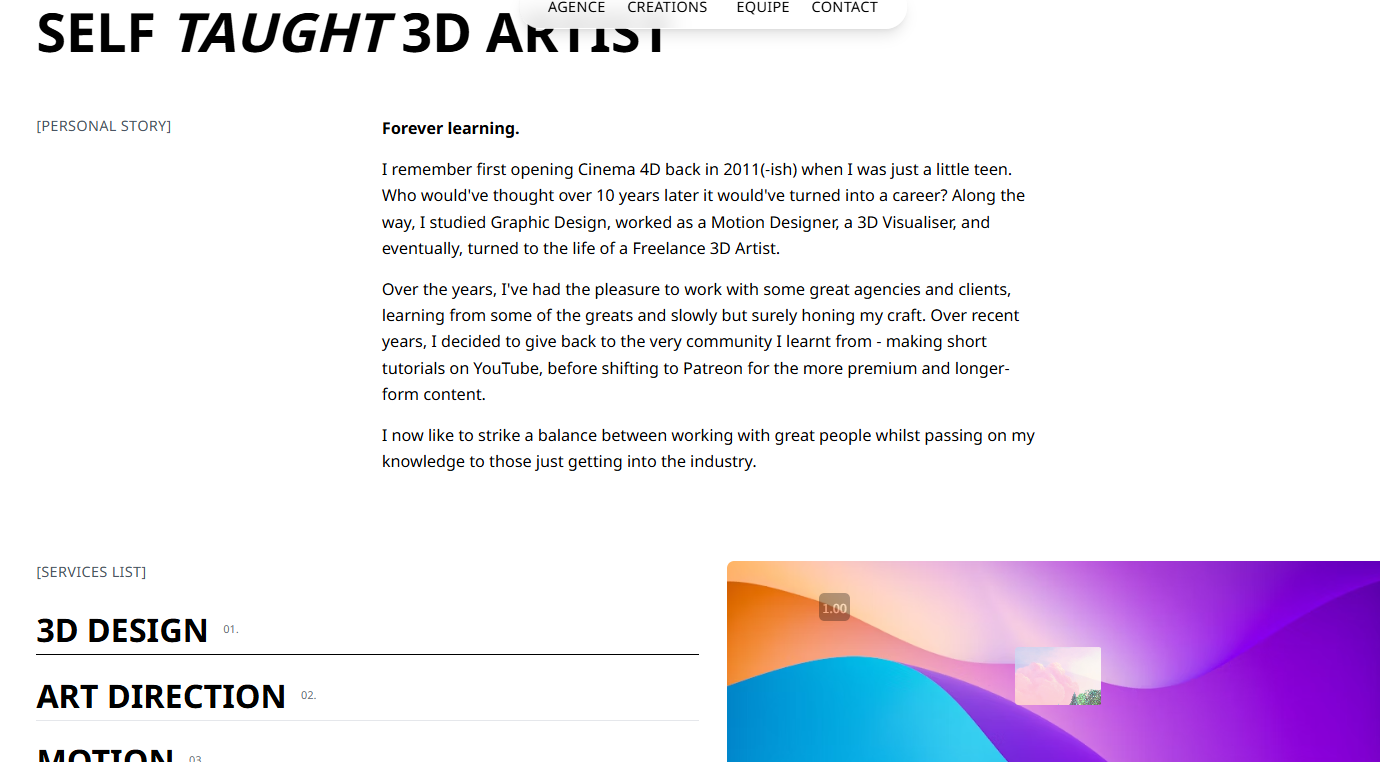 AGENCE CREATIONS EQUIPE CONTACT
SELF TAUGHT 3D ARTIST
[PERSONAL STORY]
Forever learning.
I remember first opening Cinema 4D back in 2011(-ish) when I was just a little teen.
Who would've thought over 10 years later it would've turned into a career? Along the
way, I studied Graphic Design, worked as a Motion Designer, a 3D Visualiser, and
eventually, turned to the life of a Freelance 3D Artist.
Over the years, I've had the pleasure to work with some great agencies and clients,
learning from some of the greats and slowly but surely honing my craft. Over recent
years, I decided to give back to the very community I learnt from - making short
tutorials on YouTube, before shifting to Patreon for the more premium and longer-
form content.
I now like to strike a balance between working with great people whilst passing on my
knowledge to those just getting into the industry.
[SERVICES LIST]
3D DESIGN 01.
ART DIRECTION 02.
MOTION 03.
1.00